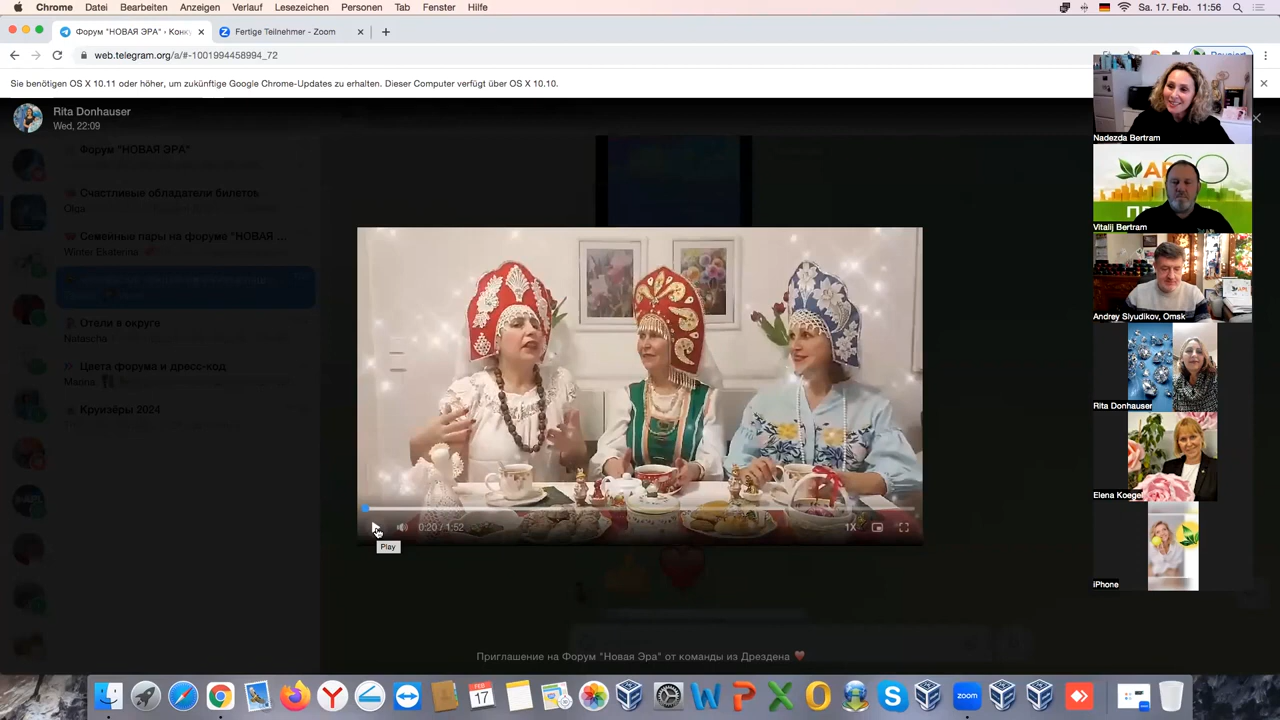 Chrome Datei Bearbeiten Anzeigen Verlauf Lesezeichen Personen Tab Fenster Hilfe Sa. 17. Feb. 11:56
Форум "НОВАЯ ЭРА" › Конку
Fertige Teilnehmer - Zoom
web.telegram.org/a/#-1001994458994_72
Sie benötigen OS X 10.11 oder höher, um zukünftige Google Chrome-Updates zu erhalten. Dieser Computer verfügt über OS X 10.10.
Rita Donhauser
Wed, 22:09
Форум "НОВАЯ ЭРА"
Счастливые обладатели билетов
Olga
Семейные пары на форуме "НОВАЯ ...
Winter Ekaterina
Отели в округе
Natascha
Цвета форума и дресс-код
Круизёры 2024
0:20 / 1:52
1X
Play
Приглашение на Форум "Новая Эра" от команды из Дрездена
Nadezda Bertram
Vitalij Bertram
Andrey Slyudikov, Omsk
Rita Donhauser
Elena Koegel
iPhone
FEB
17
zoom